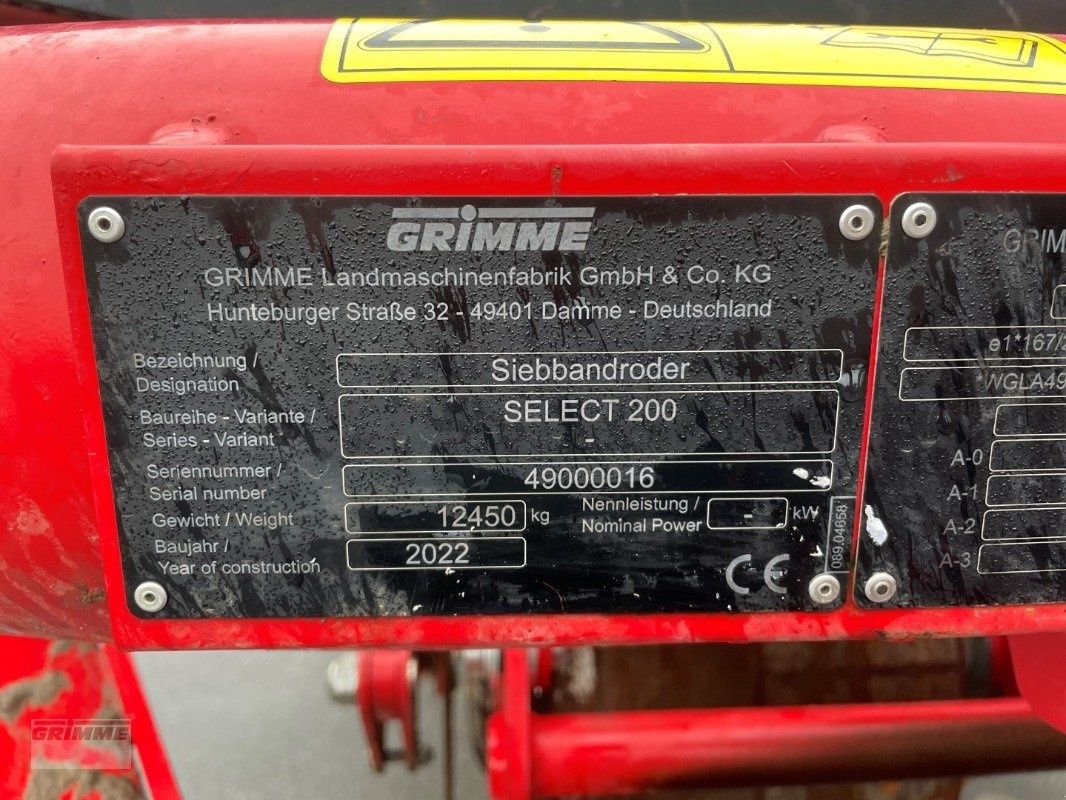 GRIMME
GRIMME Landmaschinenfabrik GmbH & Co. KG
Hunteburger Straße 32 - 49401 Damme - Deutschland
Bezeichnung /
Designation
Siebbandroder
Baureihe - Variante /
Series - Variant
SELECT 200
-
Seriennummer /
Serial number
49000016
Gewicht / Weight
12450 kg
Nennleistung /
Nominal Power
- kW
Baujahr /
Year of construction
2022
CE
089.04658
e1*167/
A-0
A-1
A-2
A-3
GRIMME